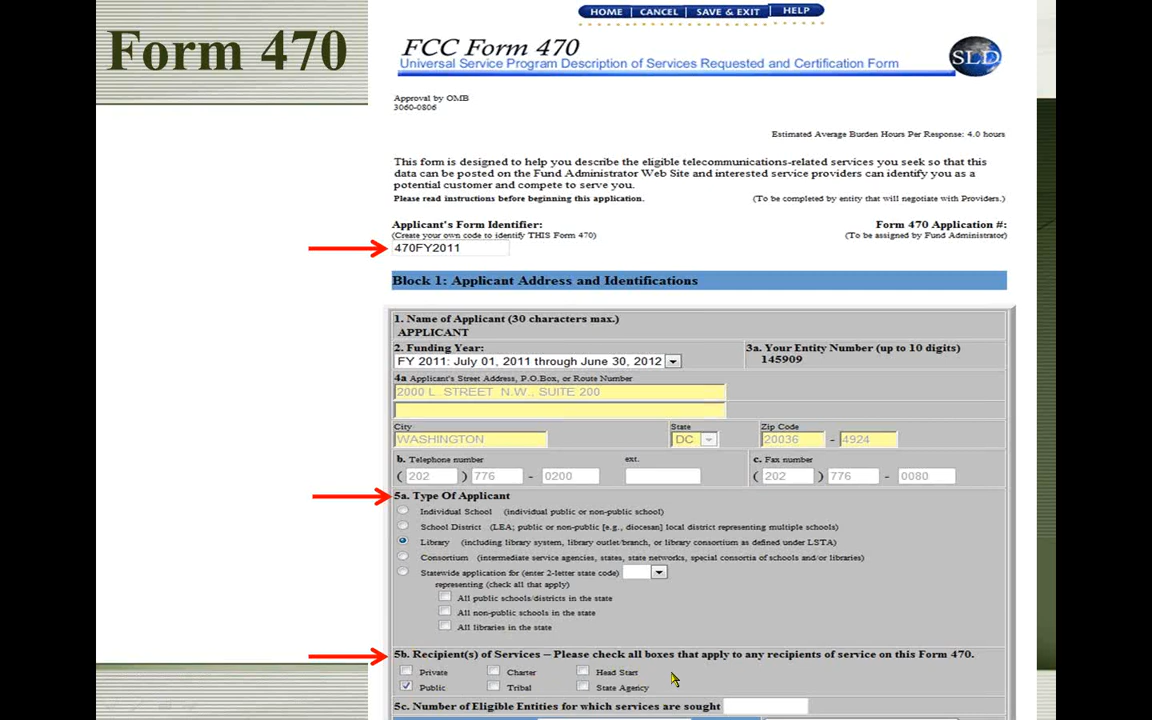 HOME CANCEL SAVE & EXIT HELP
Form 470
FCC Form 470
Universal Service Program Description of Services Requested and Certification Form
SLD
Approval by OMB
3060-0806
Estimated Average Burden Hours Per Response: 4.0 hours
This form is designed to help you describe the eligible telecommunications-related services you seek so that this
data can be posted on the Fund Administrator Web Site and interested service providers can identify you as a
potential customer and compete to serve you.
Please read instructions before beginning this application. (To be completed by entity that will negotiate with Providers.)
Applicant's Form Identifier: Form 470 Application #:
(Create your own code to identify THIS Form 470) (To be assigned by Fund Administrator)
470FY2011
Block 1: Applicant Address and Identifications
1. Name of Applicant (30 characters max.)
APPLICANT
2. Funding Year: 3a. Your Entity Number (up to 10 digits)
FY 2011: July 01, 2011 through June 30, 2012 145909
4a Applicant's Street Address, P.O.Box, or Route Number
2000 L STREET N.W., SUITE 200
City State Zip Code
WASHINGTON DC 20036 - 4924
b. Telephone number ext. c. Fax number
( 202 ) 776 - 0200 ( 202 ) 776 - 0080
5a. Type Of Applicant
Individual School (individual public or non-public school)
School District (LEA; public or non-public [e.g., diocesan] local district representing multiple schools)
Library (including library system, library outlet/branch, or library consortium as defined under LSTA)
Consortium (intermediate service agencies, states, state networks, special consortia of schools and/or libraries)
Statewide application for (enter 2-letter state code)
representing (check all that apply)
All public schools/districts in the state
All non-public schools in the state
All libraries in the state
5b. Recipient(s) of Services -- Please check all boxes that apply to any recipients of service on this Form 470.
Private Charter Head Start
Public Tribal State Agency
5c. Number of Eligible Entities for which services are sought